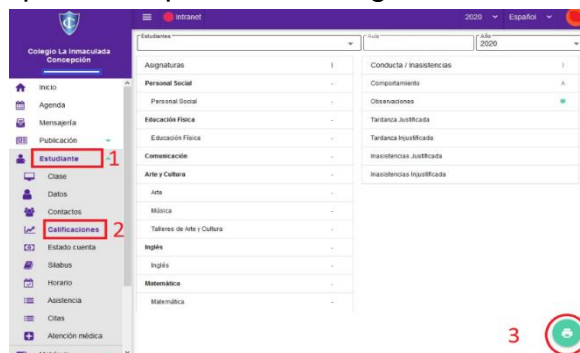 Intranet
2020
Español
Colegio La Inmaculada
Concepción
Inicio
Agenda
Mensajería
Publicación
Estudiante
1
Clase
Datos
Contactos
Calificaciones
2
Estado cuenta
Sílabus
Horario
Asistencia
Citas
Atención médica
Estudiantes
Aula
Año
2020
Asignaturas I
Personal Social -
Personal Social -
Educación Física -
Educación Física -
Comunicación -
Arte y Cultura -
Arte -
Música -
Talleres de Arte y Cultura -
Inglés -
Inglés -
Matemática -
Matemática -
Conducta / Inasistencias I
Comportamiento A
Observaciones
Tardanza Justificada
Tardanza Injustificada
Inasistencias Justificada
Inasistencias Injustificada
3